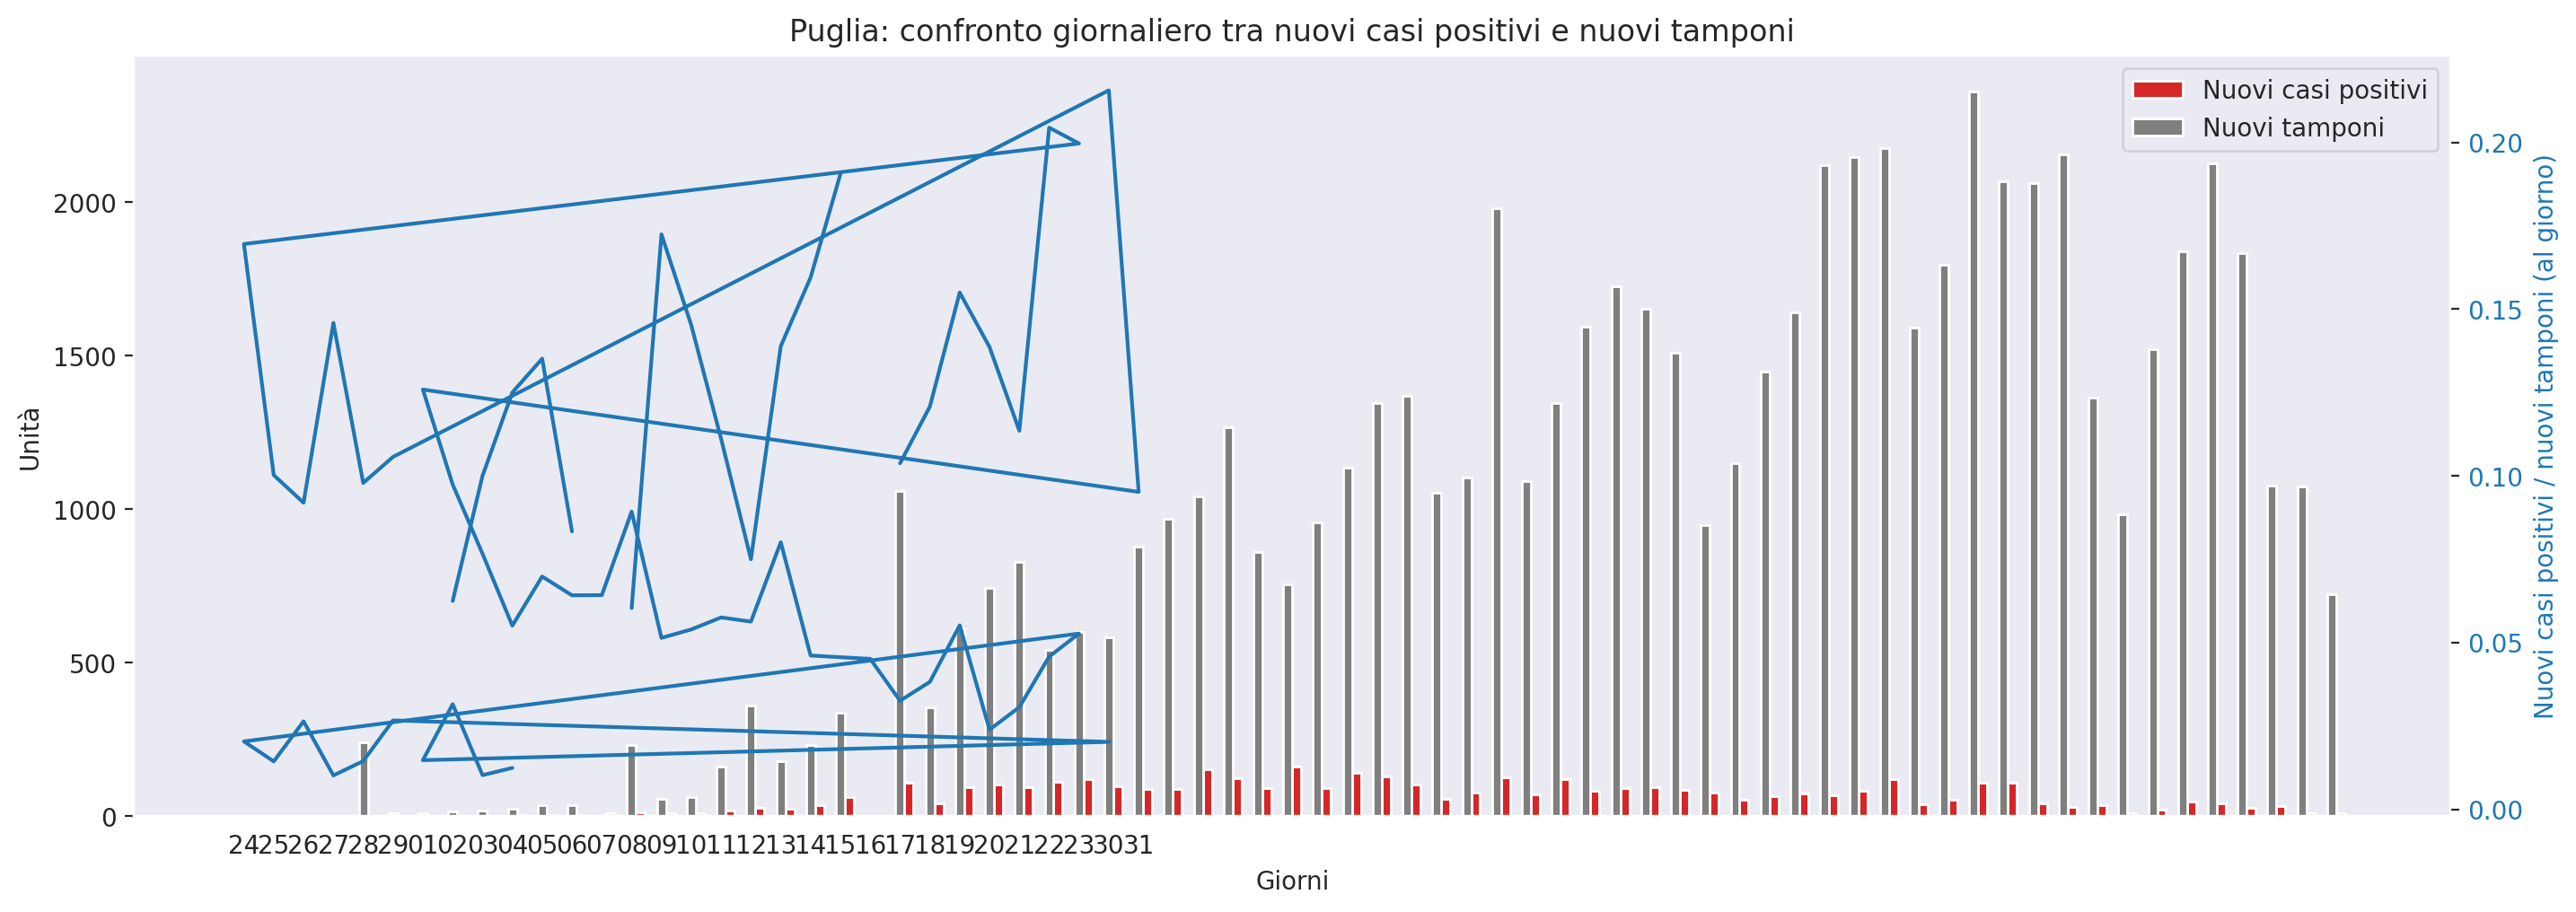 Puglia: confronto giornaliero tra nuovi casi positivi e nuovi tamponi
Nuovi casi positivi
Nuovi tamponi
2000
1500
1000
500
0
Unità
0.20
0.15
0.10
0.05
0.00
Nuovi casi positivi / nuovi tamponi (al giorno)
24252627282901020304050607080910111213141516171819202122233031
Giorni